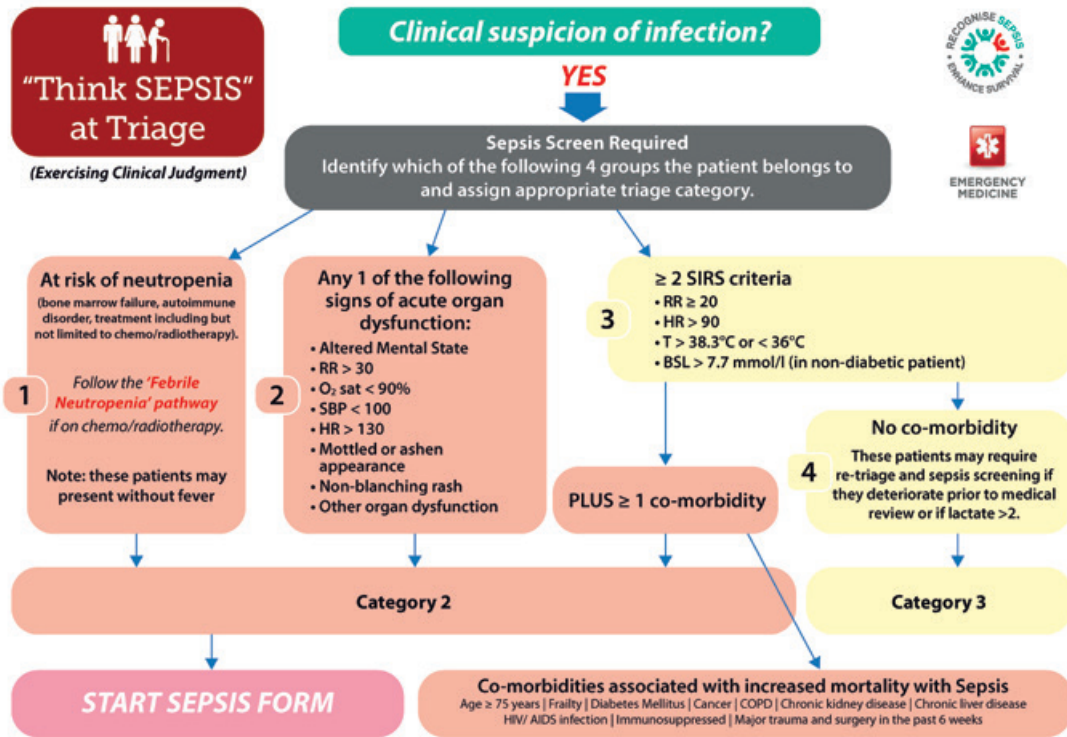 "Think SEPSIS"
at Triage
(Exercising Clinical Judgment)
Clinical suspicion of infection?
YES
RECOGNISE SEPSIS
ENHANCE SURVIVAL
EMERGENCY
MEDICINE
Sepsis Screen Required
Identify which of the following 4 groups the patient belongs to
and assign appropriate triage category.
1
At risk of neutropenia
(bone marrow failure, autoimmune
disorder, treatment including but
not limited to chemo/radiotherapy).
Follow the 'Febrile
Neutropenia' pathway
if on chemo/radiotherapy.
Note: these patients may
present without fever
2
Any 1 of the following
signs of acute organ
dysfunction:
• Altered Mental State
• RR > 30
• O₂ sat < 90%
• SBP < 100
• HR > 130
• Mottled or ashen
appearance
• Non-blanching rash
• Other organ dysfunction
3
≥ 2 SIRS criteria
• RR ≥ 20
• HR > 90
• T > 38.3°C or < 36°C
• BSL > 7.7 mmol/l (in non-diabetic patient)
PLUS ≥ 1 co-morbidity
4
No co-morbidity
These patients may require
re-triage and sepsis screening if
they deteriorate prior to medical
review or if lactate >2.
Category 2
Category 3
START SEPSIS FORM
Co-morbidities associated with increased mortality with Sepsis
Age ≥ 75 years | Frailty | Diabetes Mellitus | Cancer | COPD | Chronic kidney disease | Chronic liver disease
HIV/ AIDS infection | Immunosuppressed | Major trauma and surgery in the past 6 weeks